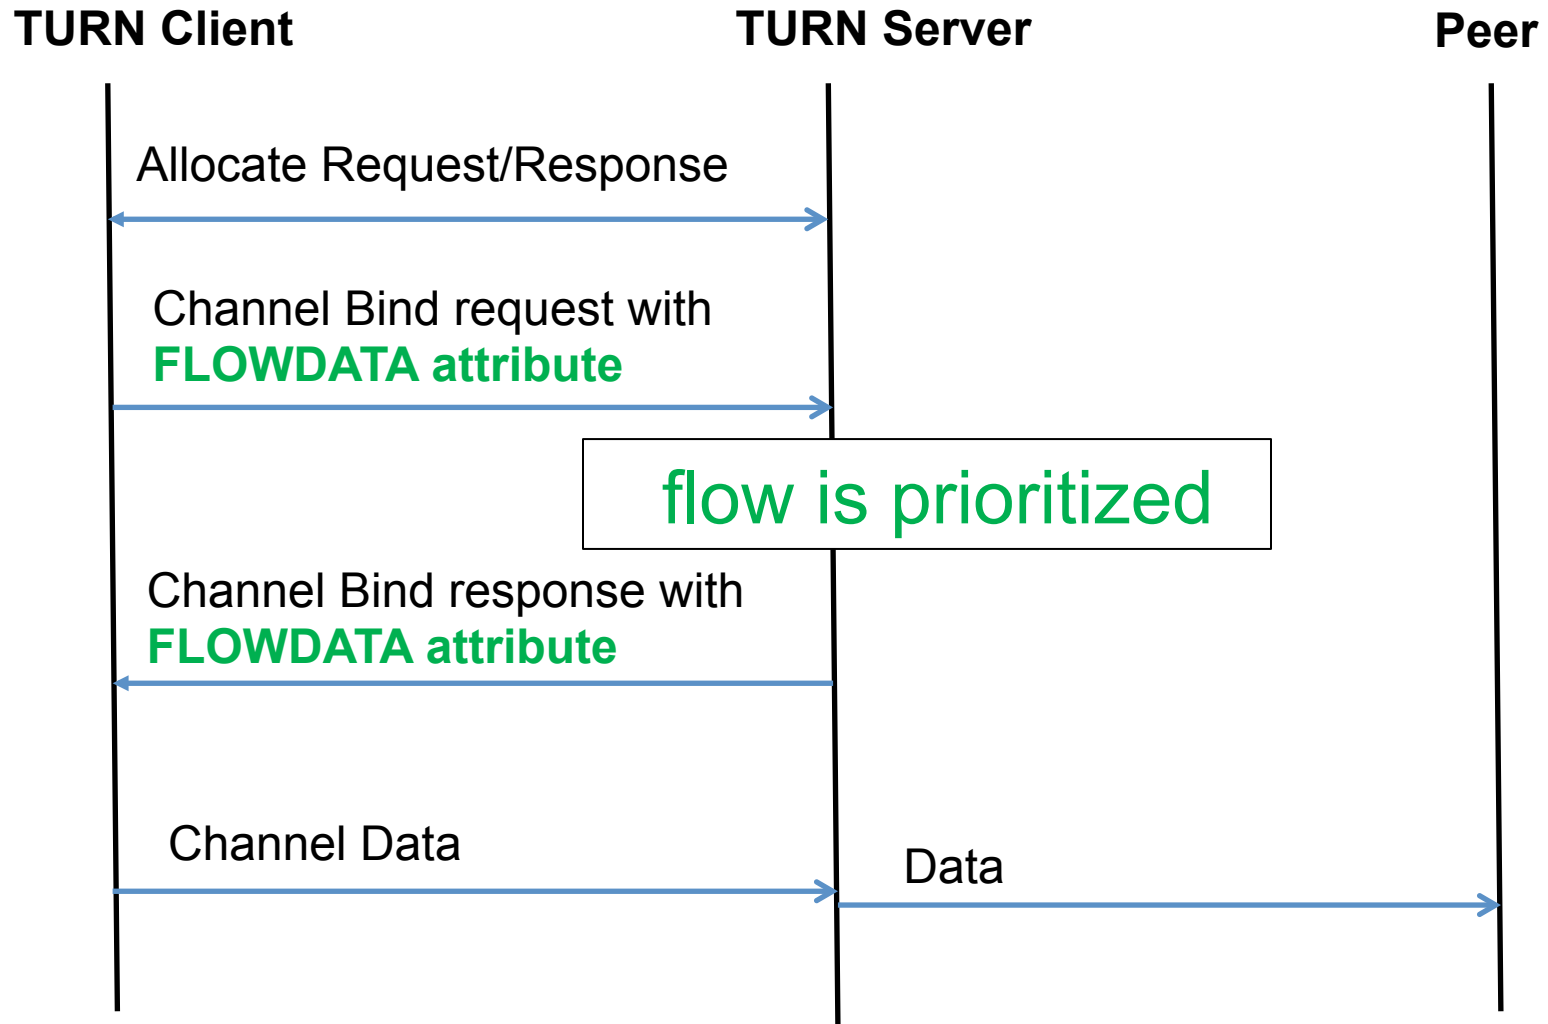 TURN Client
TURN Server
Peer
Allocate Request/Response
Channel Bind request with
FLOWDATA attribute
flow is prioritized
Channel Bind response with
FLOWDATA attribute
Channel Data
Data